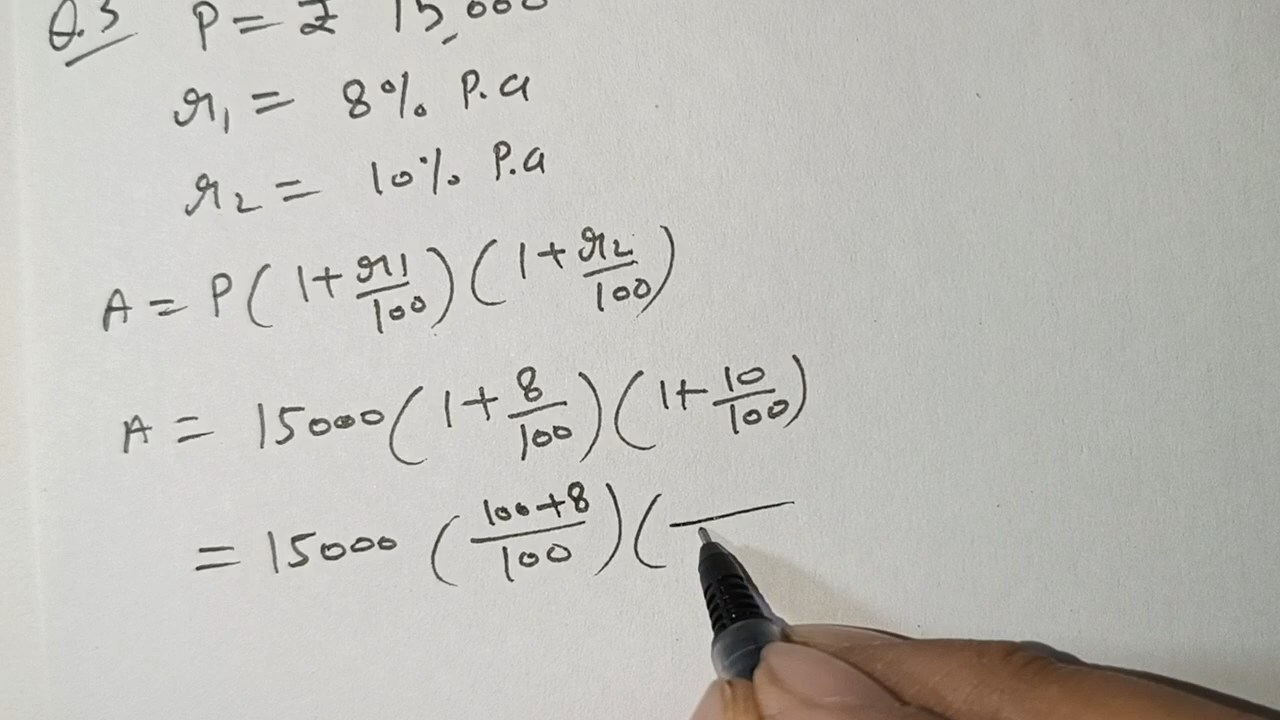 Q.3 P = ₹ 15,000
r₁ = 8% P.a
r₂ = 10% P.a
A = P(1+r1/100)(1+r2/100)
A = 15000(1+8/100)(1+10/100)
= 15000(100+8/100)(